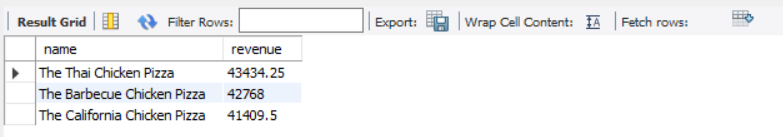 Result Grid Filter Rows: Export: Wrap Cell Content: IA Fetch rows:
name revenue
The Thai Chicken Pizza 43434.25
The Barbecue Chicken Pizza 42768
The California Chicken Pizza 41409.5